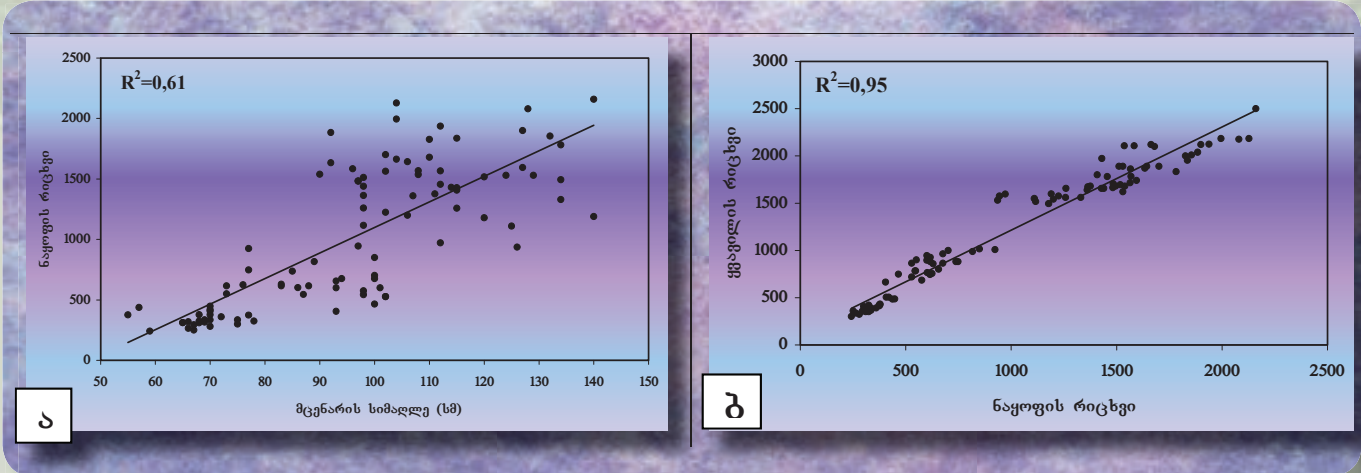 R²=0,61
2500
2000
1500
1000
500
0
50 60 70 80 90 100 110 120 130 140 150
ნაყოფის რიცხვი
მცენარის სიმაღლე (სმ)
ა
R²=0,95
3000
2500
2000
1500
1000
500
0
0 500 1000 1500 2000 2500
ყვავილის რიცხვი
ნაყოფის რიცხვი
ბ